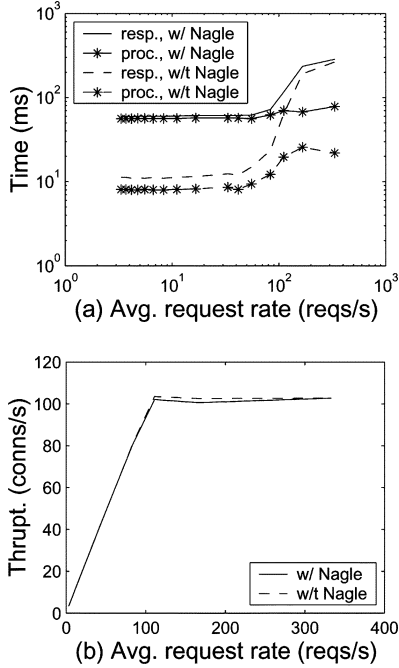 resp., w/ Nagle
proc., w/ Nagle
resp., w/t Nagle
proc., w/t Nagle
Time (ms)
10³
10²
10¹
10⁰
10⁰ 10¹ 10² 10³
(a) Avg. request rate (reqs/s)
Thrupt. (conns/s)
120
100
80
60
40
20
0
w/ Nagle
w/t Nagle
0 100 200 300 400
(b) Avg. request rate (reqs/s)